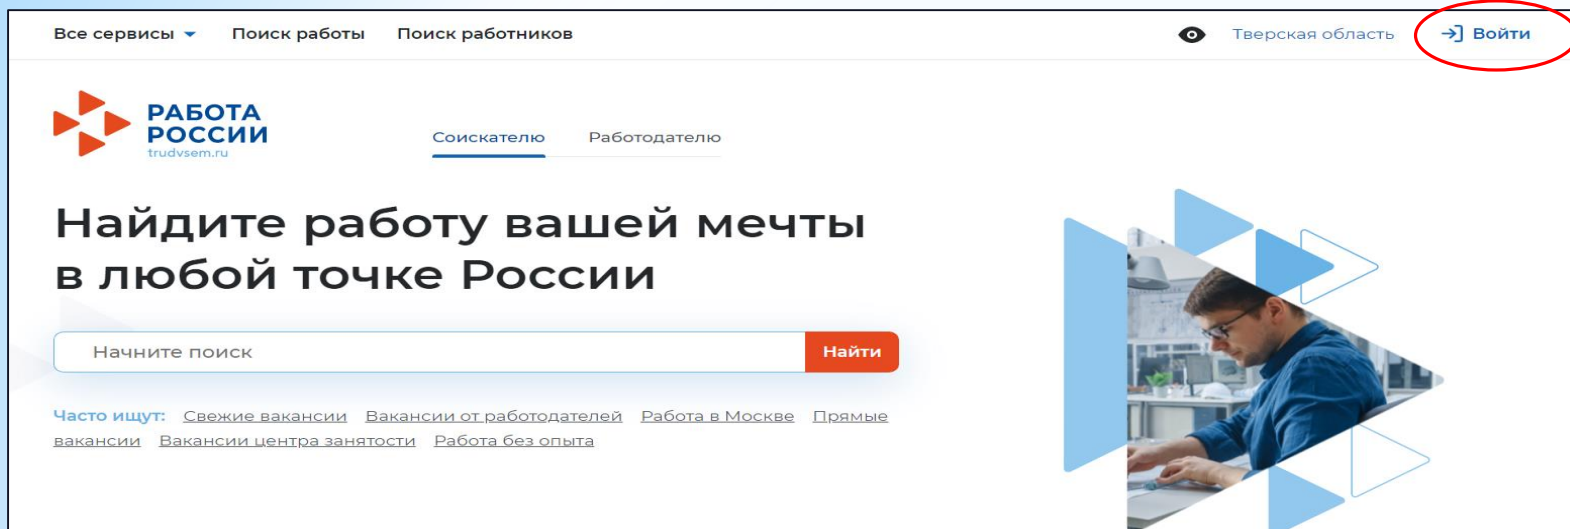 Все сервисы Поиск работы Поиск работников Тверская область Войти
РАБОТА
РОССИИ
trudvsem.ru
Соискателю Работодателю
Найдите работу вашей мечты
в любой точке России
Начните поиск Найти
Часто ищут: Свежие вакансии Вакансии от работодателей Работа в Москве Прямые
вакансии Вакансии центра занятости Работа без опыта